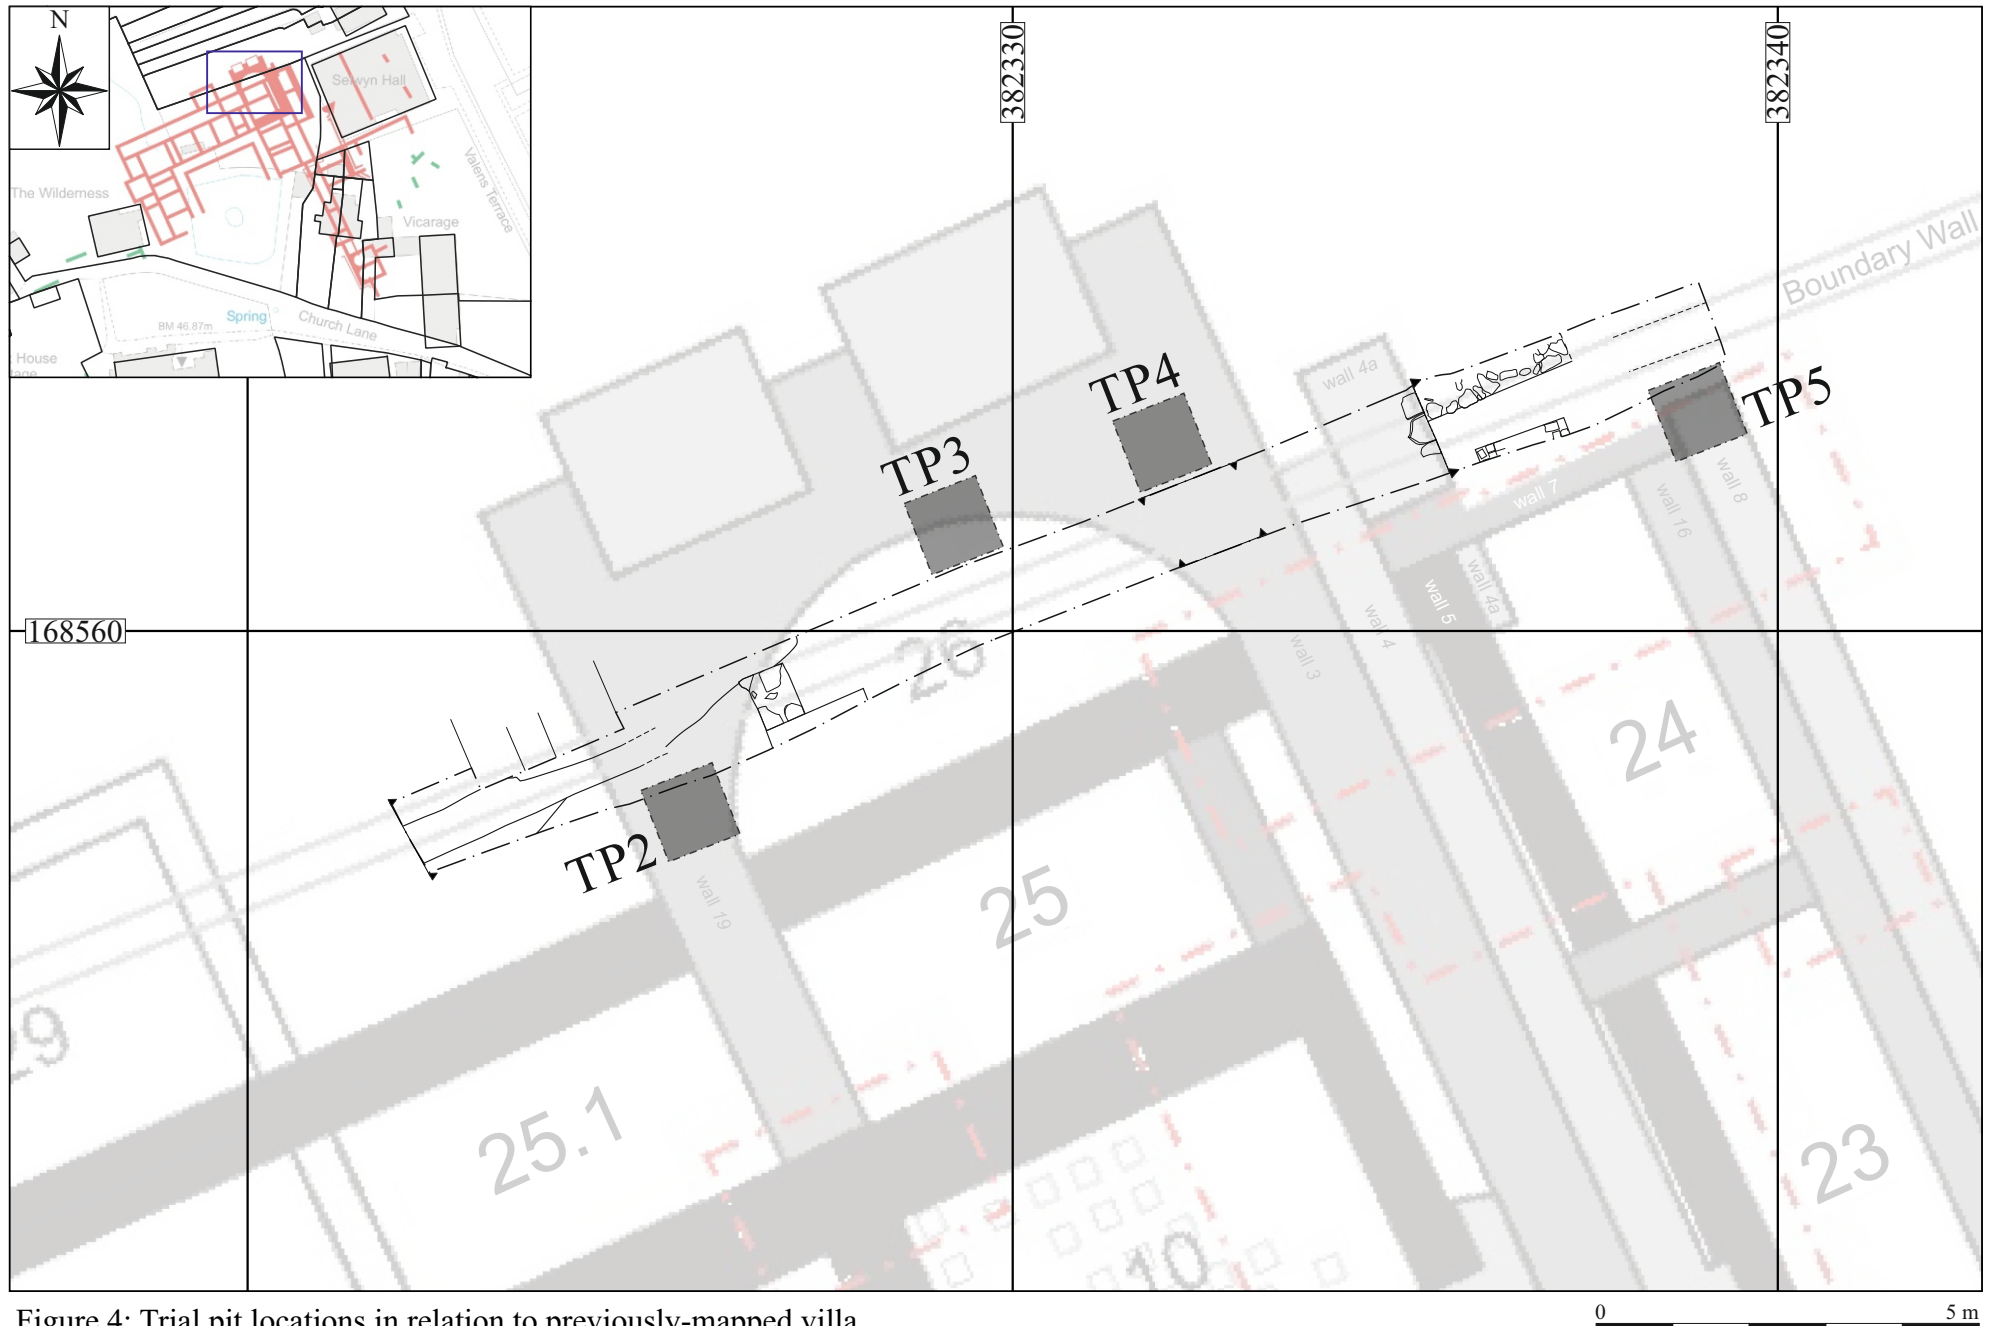 N
Selwyn Hall
The Wilderness
Valens Terrace
Vicarage
Spring
Church Lane
BM 46.87m
House
382330
382340
Boundary Wall
wall 4a
TP4
TP5
TP3
wall 7
wall 16
wall 8
168560
26
wall 5
wall 4a
wall 4
wall 3
24
TP2
wall 19
25
29
25.1
23
10
Figure 4: Trial pit locations in relation to previously-mapped villa
0
5 m